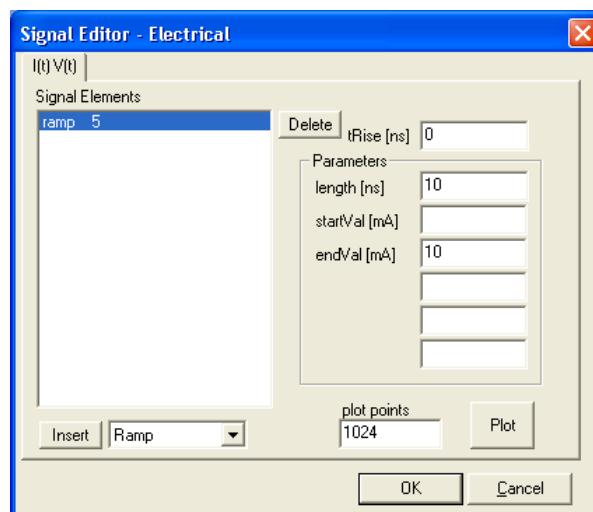 Signal Editor - Electrical
I(t) V(t)
Signal Elements
ramp 5
Delete
tRise [ns] 0
Parameters
length [ns] 10
startVal [mA]
endVal [mA] 10
plot points
1024
Plot
Insert Ramp
OK Cancel